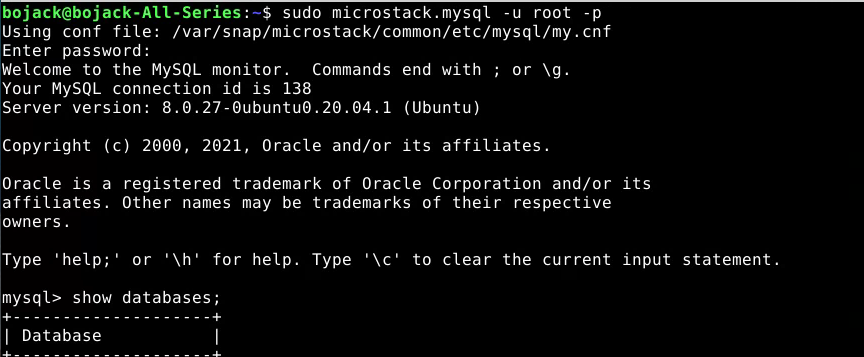 bojack@bojack-All-Series:~$ sudo microstack.mysql -u root -p
Using conf file: /var/snap/microstack/common/etc/mysql/my.cnf
Enter password:
Welcome to the MySQL monitor.  Commands end with ; or \g.
Your MySQL connection id is 138
Server version: 8.0.27-0ubuntu0.20.04.1 (Ubuntu)
Copyright (c) 2000, 2021, Oracle and/or its affiliates.
Oracle is a registered trademark of Oracle Corporation and/or its
affiliates. Other names may be trademarks of their respective
owners.
Type 'help;' or '\h' for help. Type '\c' to clear the current input statement.
mysql> show databases;
+--------------------+
| Database           |
+--------------------+